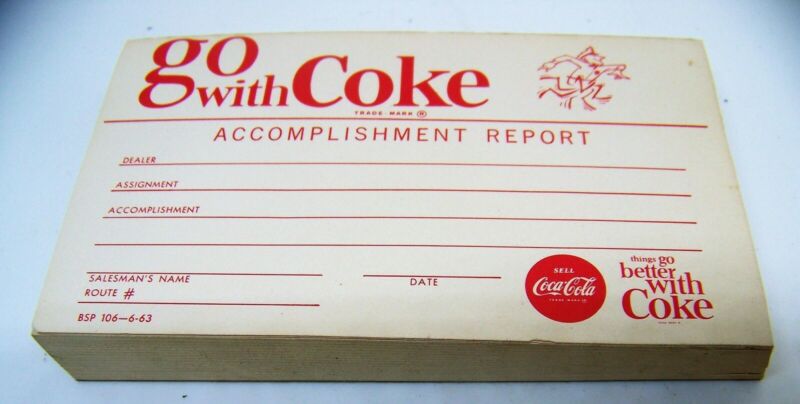 go with Coke
TRADE-MARK ®
ACCOMPLISHMENT REPORT
DEALER
ASSIGNMENT
ACCOMPLISHMENT
SALESMAN'S NAME
DATE
ROUTE #
BSP 106—6-63
SELL
Coca-Cola
TRADE MARK ®
things go
better
with
Coke